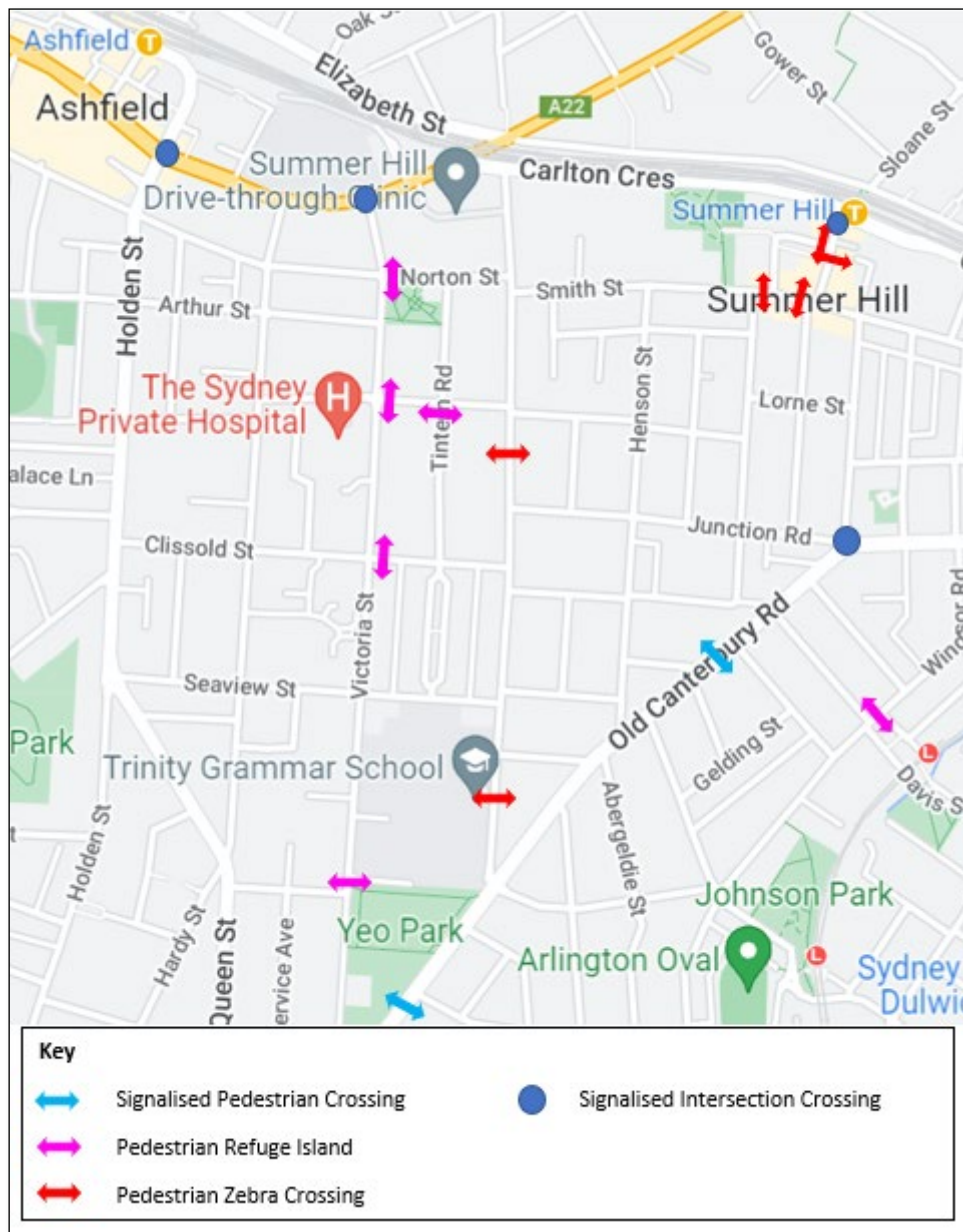 Ashfield
T
Oak St
Gower St
Elizabeth St
Ashfield
A22
Sloane St
Summer Hill
Drive-through Clinic
Carlton Cres
Summer Hill
T
Holden St
Norton St
Smith St
Arthur St
Summer Hill
Henson St
The Sydney
Private Hospital
H
Tintern Rd
Lorne St
alace Ln
Junction Rd
Clissold St
Victoria St
Old Canterbury Rd
Windsor Rd
Seaview St
Park
Gelding St
Trinity Grammar School
L
Davis S
Abergeldie St
t
Holden St
Johnson Park
Yeo Park
Hardy St
Arlington Oval
L
Queen St
ervice Ave
Sydney
Dulwic
Key
Signalised Pedestrian Crossing
Signalised Intersection Crossing
Pedestrian Refuge Island
Pedestrian Zebra Crossing